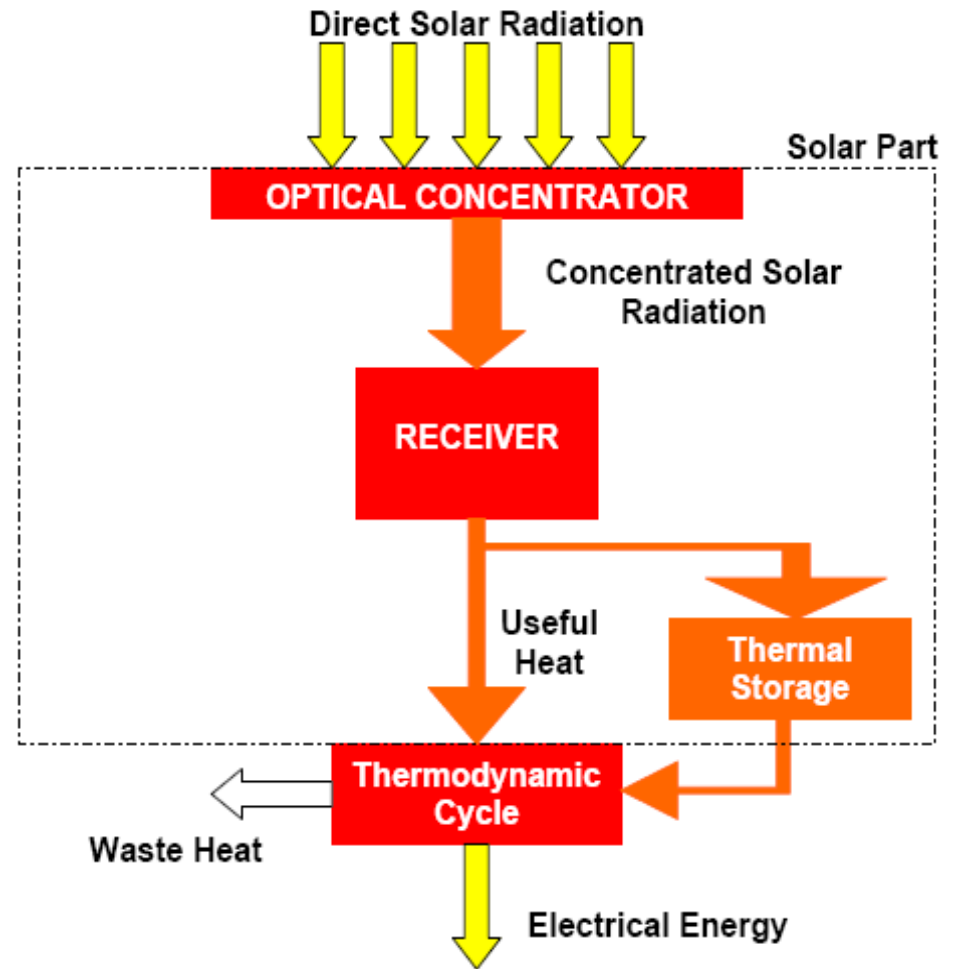 Direct Solar Radiation
Solar Part
OPTICAL CONCENTRATOR
Concentrated Solar
Radiation
RECEIVER
Useful
Heat
Thermal
Storage
Thermodynamic
Cycle
Waste Heat
Electrical Energy